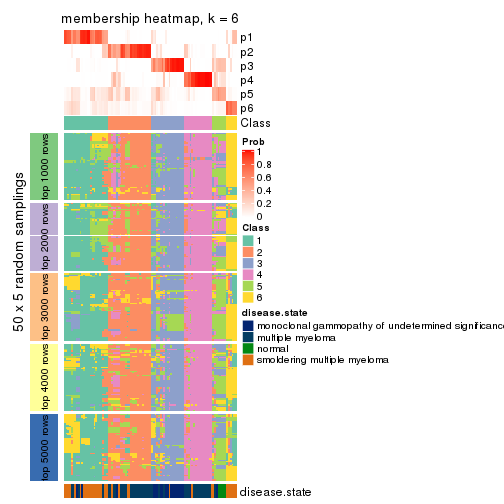 membership heatmap, k = 6
p1
p2
p3
p4
p5
p6
Class
Prob
1
0.8
0.6
0.4
0.2
0
Class
1
2
3
4
5
6
disease.state
monoclonal gammopathy of undetermined significance
multiple myeloma
normal
smoldering multiple myeloma
50 x 5 random samplings
top 1000 rows
top 2000 rows
top 3000 rows
top 4000 rows
top 5000 rows
disease.state